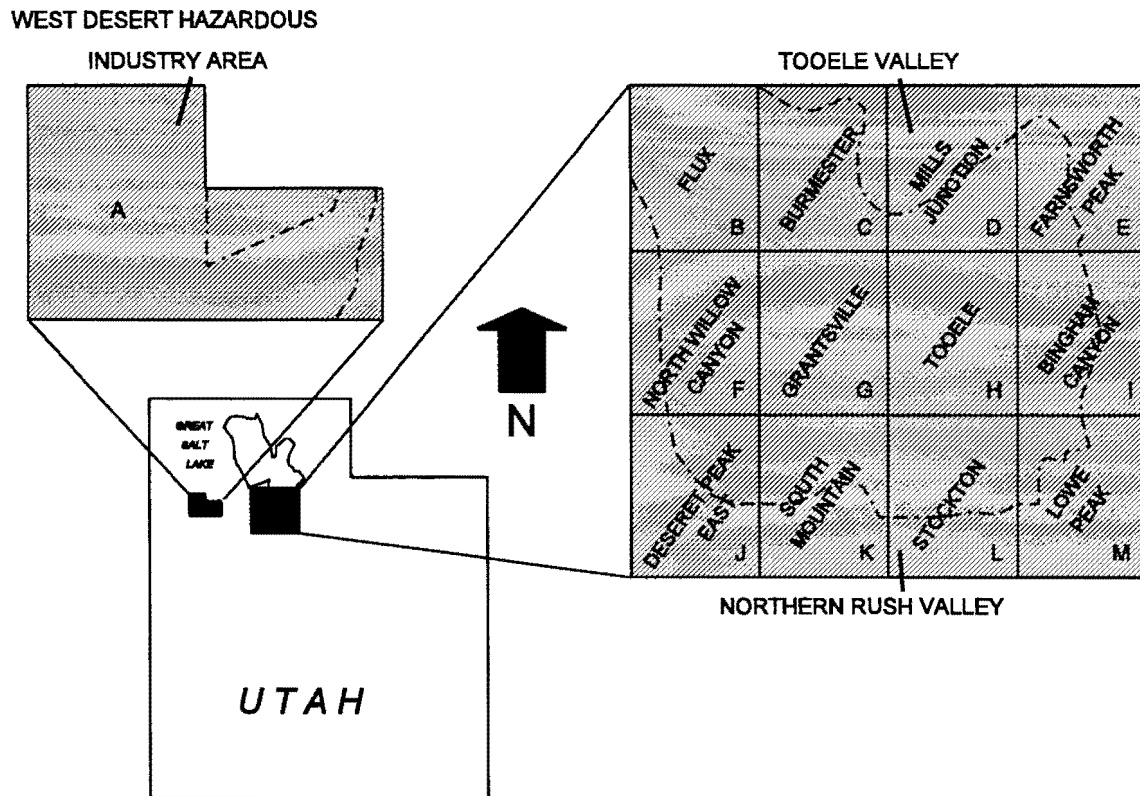 WEST DESERT HAZARDOUS
INDUSTRY AREA
A
TOOELE VALLEY
FLUX
B
BURMESTER
C
MILLS
JUNCTION
D
FARNSWORTH
PEAK
E
NORTH WILLOW
CANYON
F
GRANTSVILLE
G
TOOELE
H
BINGHAM
CANYON
I
DESERET PEAK
EAST
J
SOUTH
MOUNTAIN
K
STOCKTON
L
LOWE
PEAK
M
NORTHERN RUSH VALLEY
N
GREAT
SALT
LAKE
UTAH